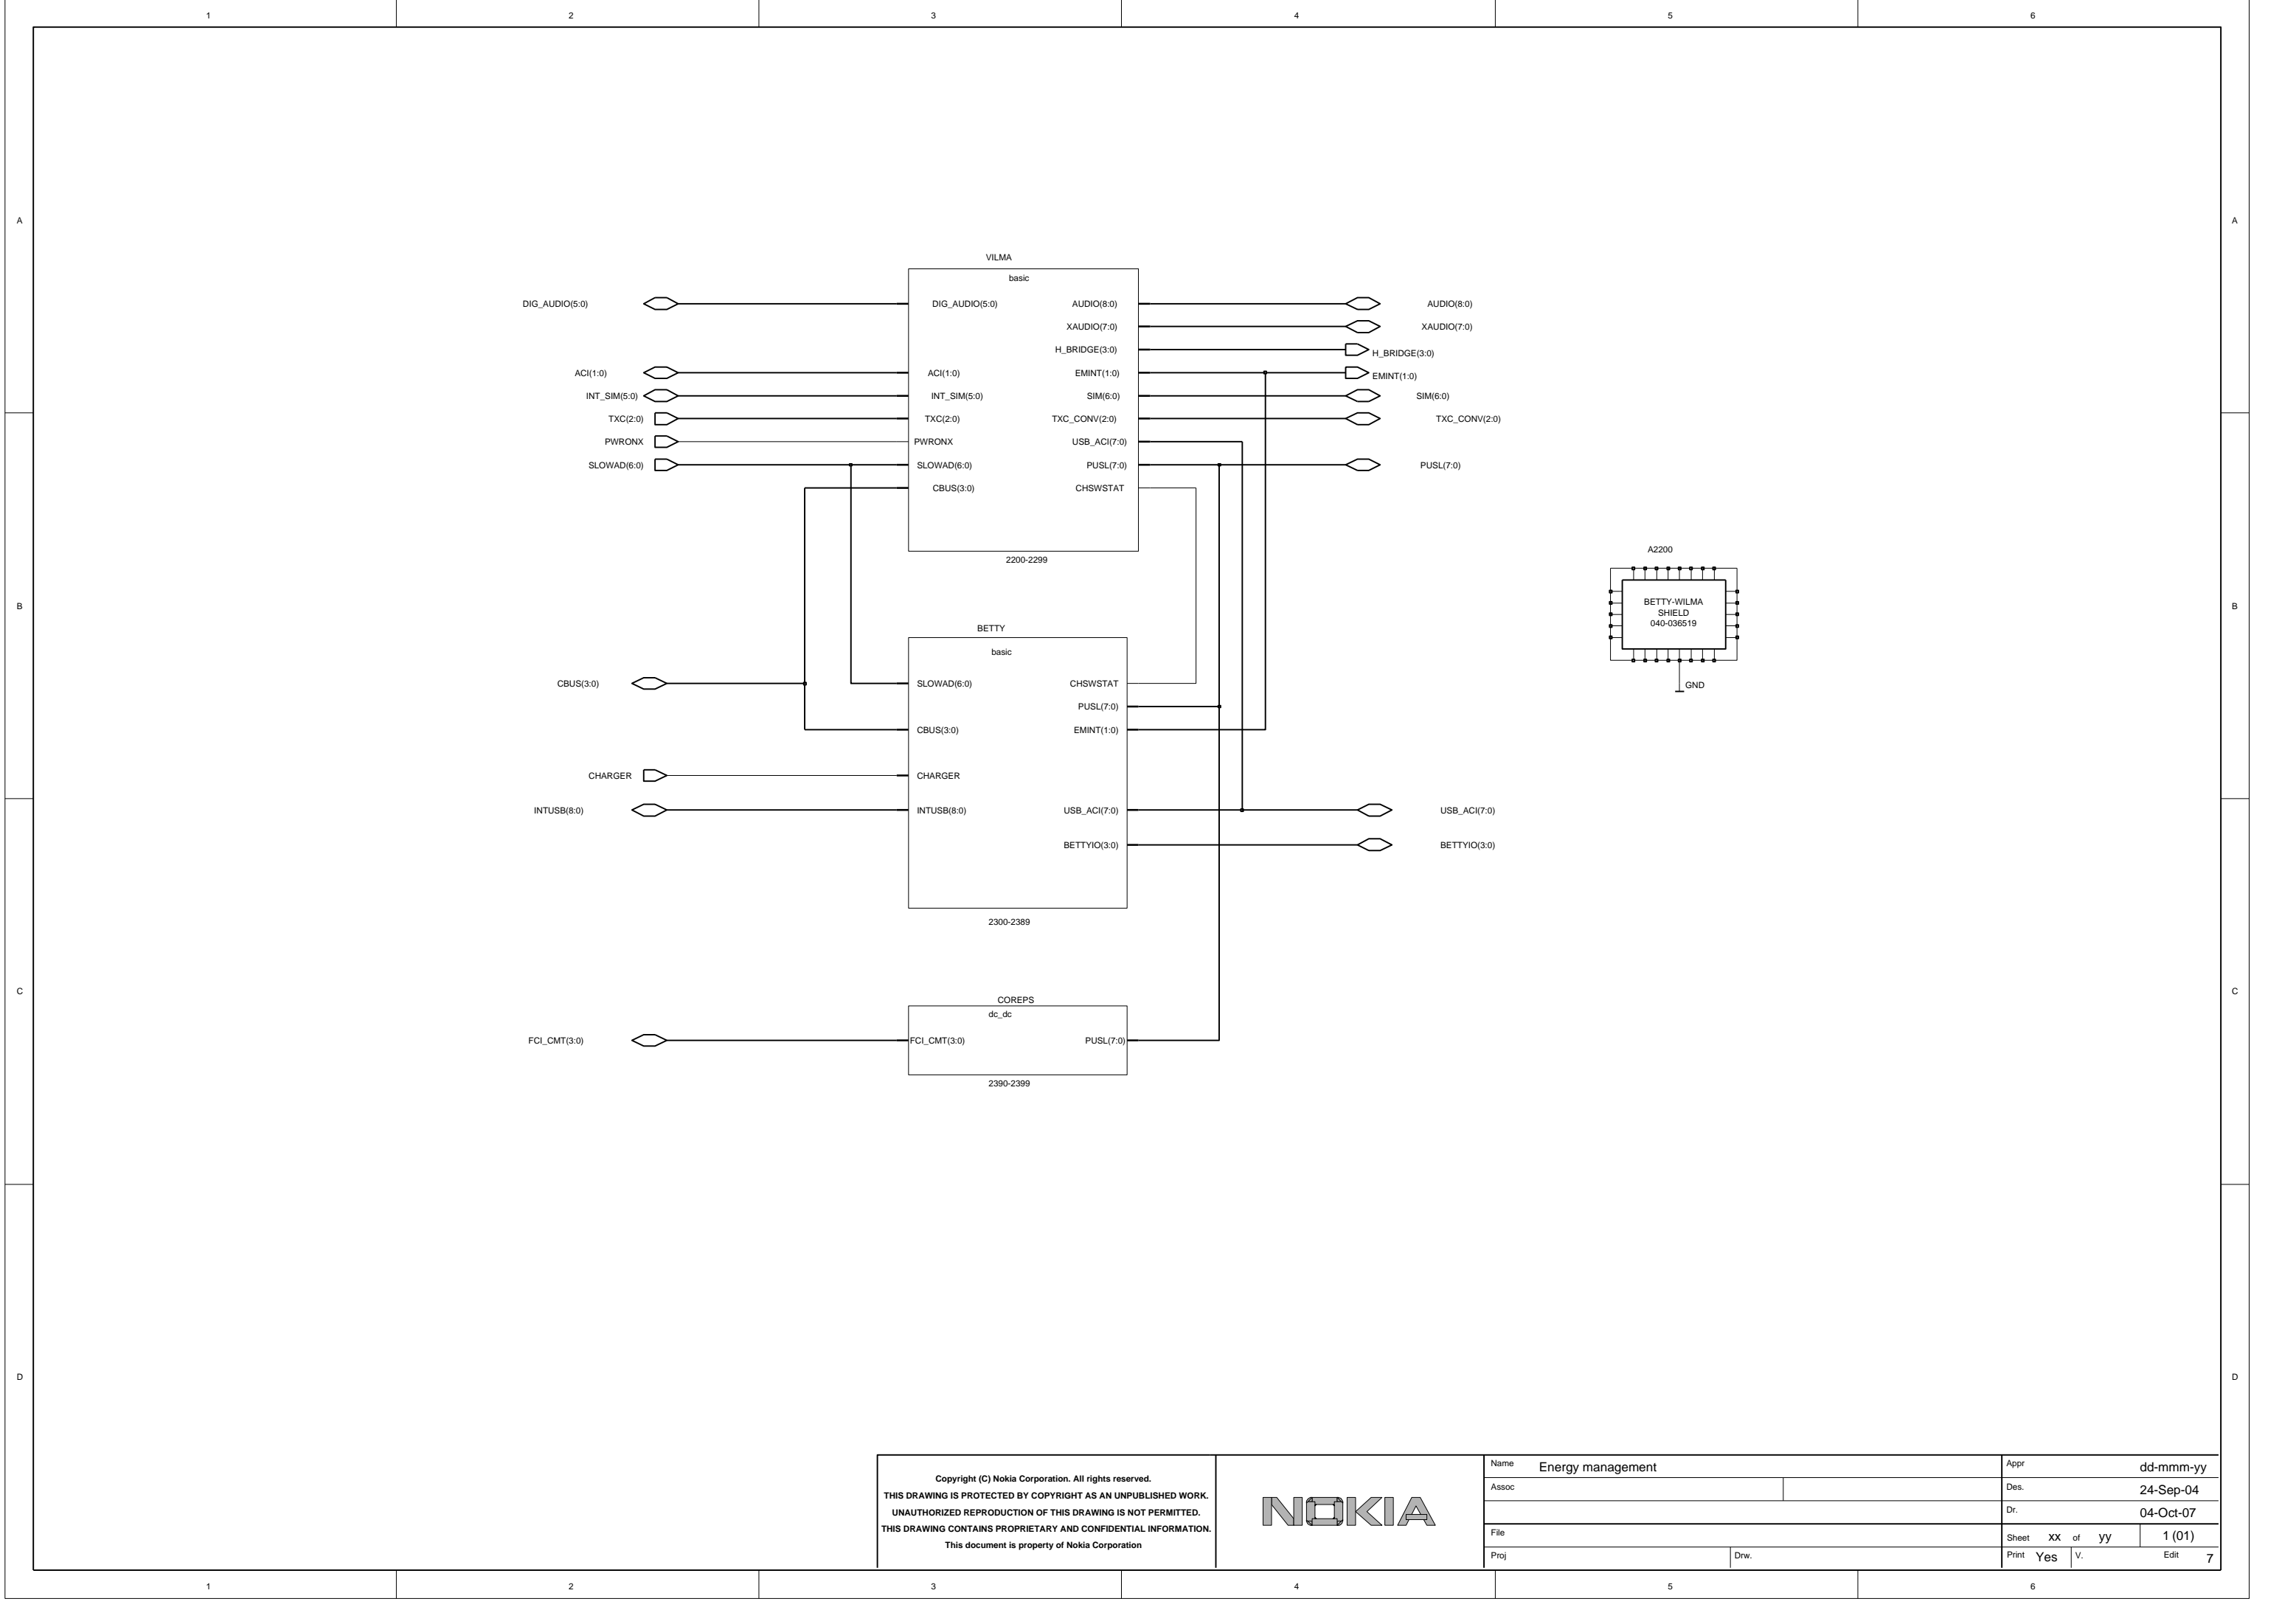 1 2 3 4 5 6
A A
VILMA
basic
DIG_AUDIO(5:0) DIG_AUDIO(5:0) AUDIO(8:0) AUDIO(8:0)
XAUDIO(7:0) XAUDIO(7:0)
H_BRIDGE(3:0) H_BRIDGE(3:0)
ACI(1:0) ACI(1:0) EMINT(1:0) EMINT(1:0)
INT_SIM(5:0) INT_SIM(5:0) SIM(6:0) SIM(6:0)
TXC(2:0) TXC(2:0) TXC_CONV(2:0) TXC_CONV(2:0)
PWRONX PWRONX USB_ACI(7:0)
SLOWAD(6:0) SLOWAD(6:0) PUSL(7:0) PUSL(7:0)
CBUS(3:0) CHSWSTAT
2200-2299
A2200
BETTY-WILMA
SHIELD
040-036519
GND
B B
BETTY
basic
CBUS(3:0) SLOWAD(6:0) CHSWSTAT
PUSL(7:0)
CBUS(3:0) EMINT(1:0)
CHARGER CHARGER
INTUSB(8:0) INTUSB(8:0) USB_ACI(7:0) USB_ACI(7:0)
BETTYIO(3:0) BETTYIO(3:0)
2300-2389
C C
COREPS
dc_dc
FCI_CMT(3:0) FCI_CMT(3:0) PUSL(7:0)
2390-2399
D D
Copyright (C) Nokia Corporation. All rights reserved.
THIS DRAWING IS PROTECTED BY COPYRIGHT AS AN UNPUBLISHED WORK.
UNAUTHORIZED REPRODUCTION OF THIS DRAWING IS NOT PERMITTED.
THIS DRAWING CONTAINS PROPRIETARY AND CONFIDENTIAL INFORMATION.
This document is property of Nokia Corporation
NOKIA
Name Energy management
Assoc
File
Proj Drw.
Appr dd-mmm-yy
Des. 24-Sep-04
Dr. 04-Oct-07
Sheet xx of yy 1 (01)
Print Yes V. Edit 7
1 2 3 4 5 6